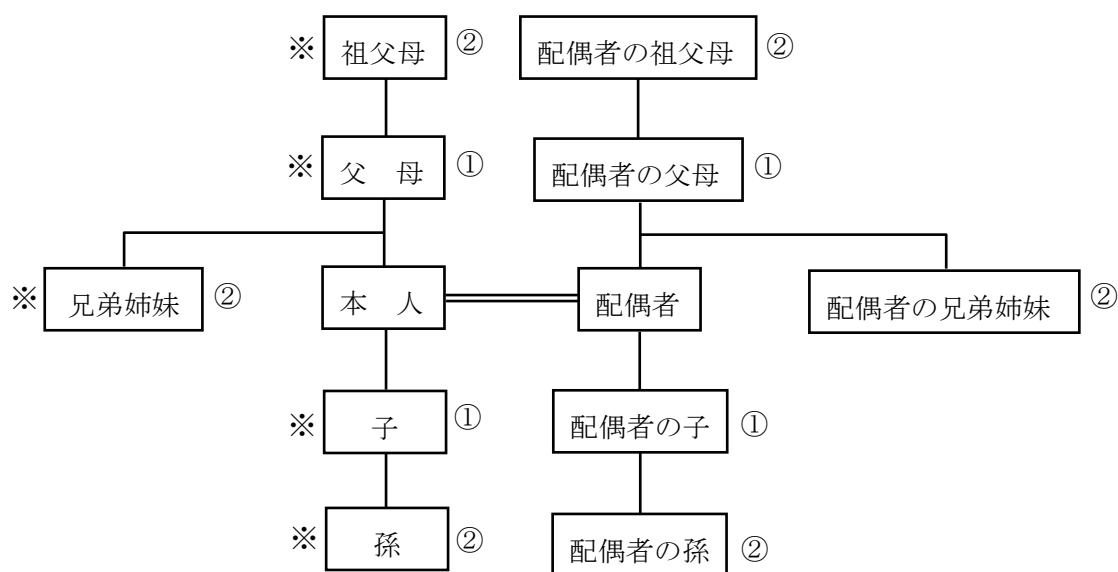 ※ 祖父母 ② 配偶者の祖父母 ②
※ 父 母 ① 配偶者の父母 ①
※ 兄弟姉妹 ② 本 人 配偶者 配偶者の兄弟姉妹 ②
※ 子 ① 配偶者の子 ①
※ 孫 ② 配偶者の孫 ②